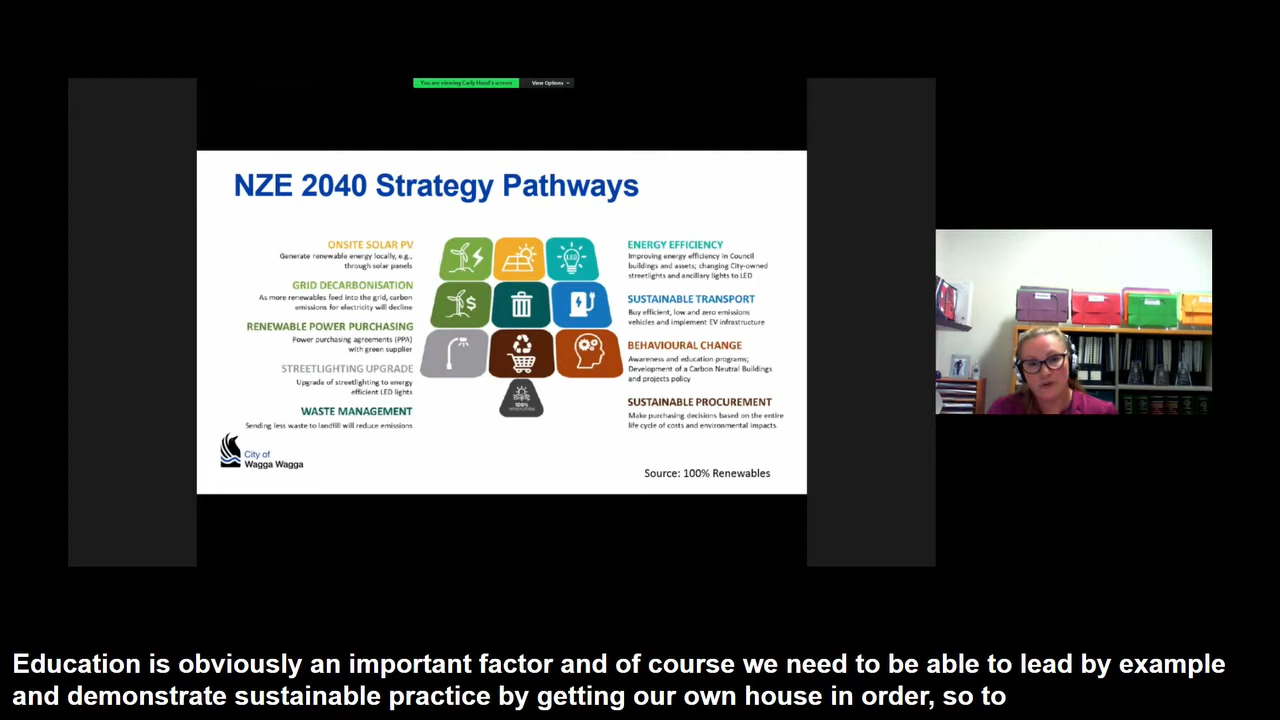 You are viewing Carly Hood's screen
View Options
NZE 2040 Strategy Pathways
ONSITE SOLAR PV
Generate renewable energy locally, e.g.,
through solar panels
GRID DECARBONISATION
As more renewables feed into the grid, carbon
emissions for electricity will decline
RENEWABLE POWER PURCHASING
Power purchasing agreements (PPA)
with green supplier
STREETLIGHTING UPGRADE
Upgrade of streetlighting to energy
efficient LED lights
WASTE MANAGEMENT
Sending less waste to landfill will reduce emissions
LED
$
100%
ENERGY EFFICIENCY
Improving energy efficiency in Council
buildings and assets; changing City-owned
streetlights and ancillary lights to LED
SUSTAINABLE TRANSPORT
Buy efficient, low and zero emissions
vehicles and implement EV infrastructure
BEHAVIOURAL CHANGE
Awareness and education programs;
Development of a Carbon Neutral Buildings
and projects policy
SUSTAINABLE PROCUREMENT
Make purchasing decisions based on the entire
life cycle of costs and environmental impacts.
City of
Wagga Wagga
Source: 100% Renewables
Education is obviously an important factor and of course we need to be able to lead by example
and demonstrate sustainable practice by getting our own house in order, so to